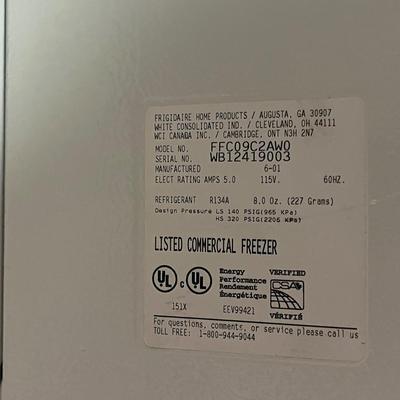 FRIGIDAIRE HOME PRODUCTS / AUGUSTA, GA 30907
WHITE CONSOLIDATED IND. / CLEVELAND, OH 44111
WCI CANADA INC. / CAMBRIDGE, ONT N3H 2N7
MODEL NO. FFC09C2AW0
SERIAL NO. WB12419003
MANUFACTURED 6-01
ELECT RATING AMPS 5.0 115V. 60HZ.
REFRIGERANT R134A 8.0 Oz. (227 Grams)
Design Pressure LS 140 PSIG(965 KPa)
HS 320 PSIG(2206 KPa)
LISTED COMMERCIAL FREEZER
UL c UL
151X
Energy
Performance
Rendement
Énergétique
EEV99421
VERIFIED
CSA
VÉRIFIÉ
For questions, comments, or service please call us
TOLL FREE: 1-800-944-9044